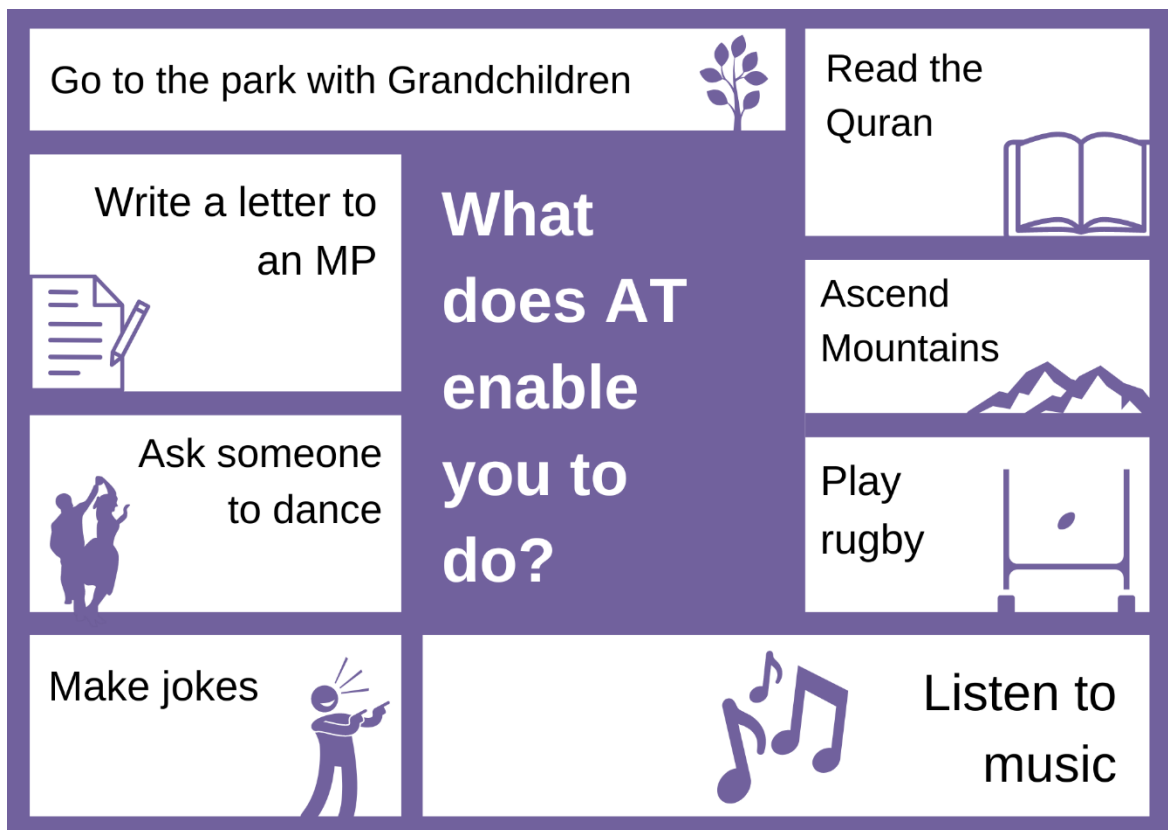 Go to the park with Grandchildren
Read the
Quran
Write a letter to
an MP
What
does AT
enable
you to
do?
Ascend
Mountains
Ask someone
to dance
Play
rugby
Make jokes
Listen to
music